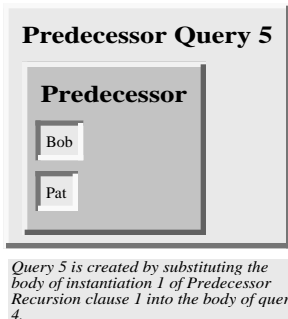 Predecessor Query 5
Predecessor
Bob
Pat
Query 5 is created by substituting the
body of instantiation 1 of Predecessor
Recursion clause 1 into the body of quer
4.